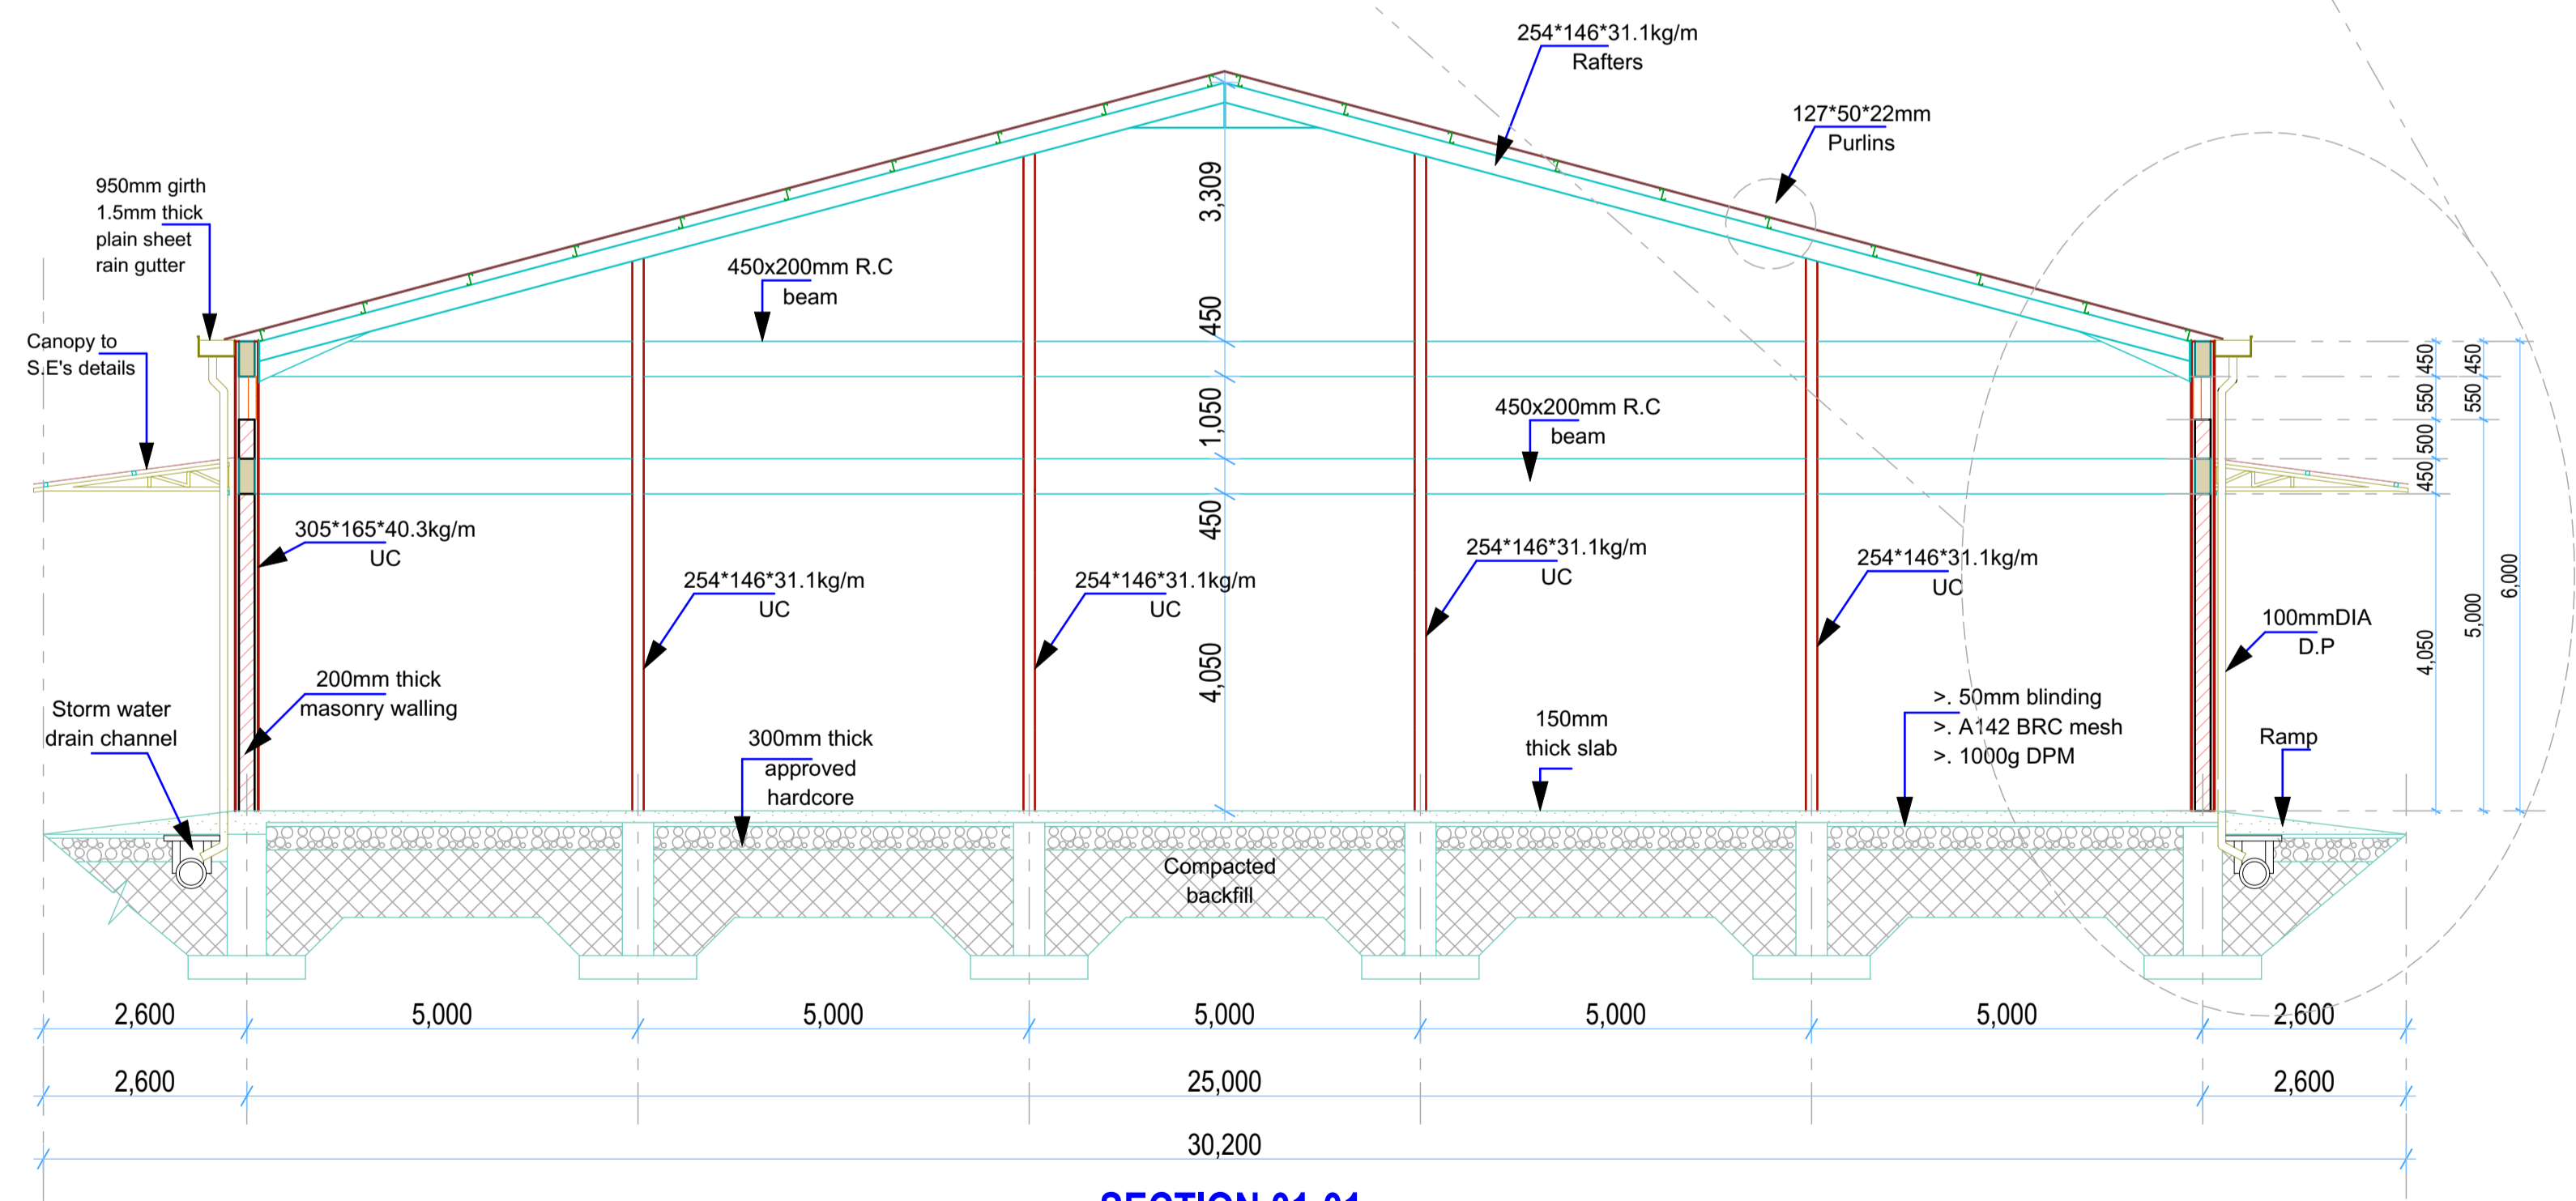 254*146*31.1kg/m
Rafters
127*50*22mm
Purlins
950mm girth
1.5mm thick
plain sheet
rain gutter
3,309
450x200mm R.C
beam
450
Canopy to
S.E's details
450
450
550
550
1,050
450x200mm R.C
beam
500
450
305*165*40.3kg/m
UC
450
254*146*31.1kg/m
UC
254*146*31.1kg/m
UC
254*146*31.1kg/m
UC
254*146*31.1kg/m
UC
6,000
5,000
4,050
100mmDIA
D.P
4,050
200mm thick
masonry walling
Storm water
drain channel
300mm thick
approved
hardcore
150mm
thick slab
>. 50mm blinding
>. A142 BRC mesh
>. 1000g DPM
Ramp
Compacted
backfill
2,600
5,000
5,000
5,000
5,000
5,000
2,600
2,600
25,000
2,600
30,200
SECTION 01-01